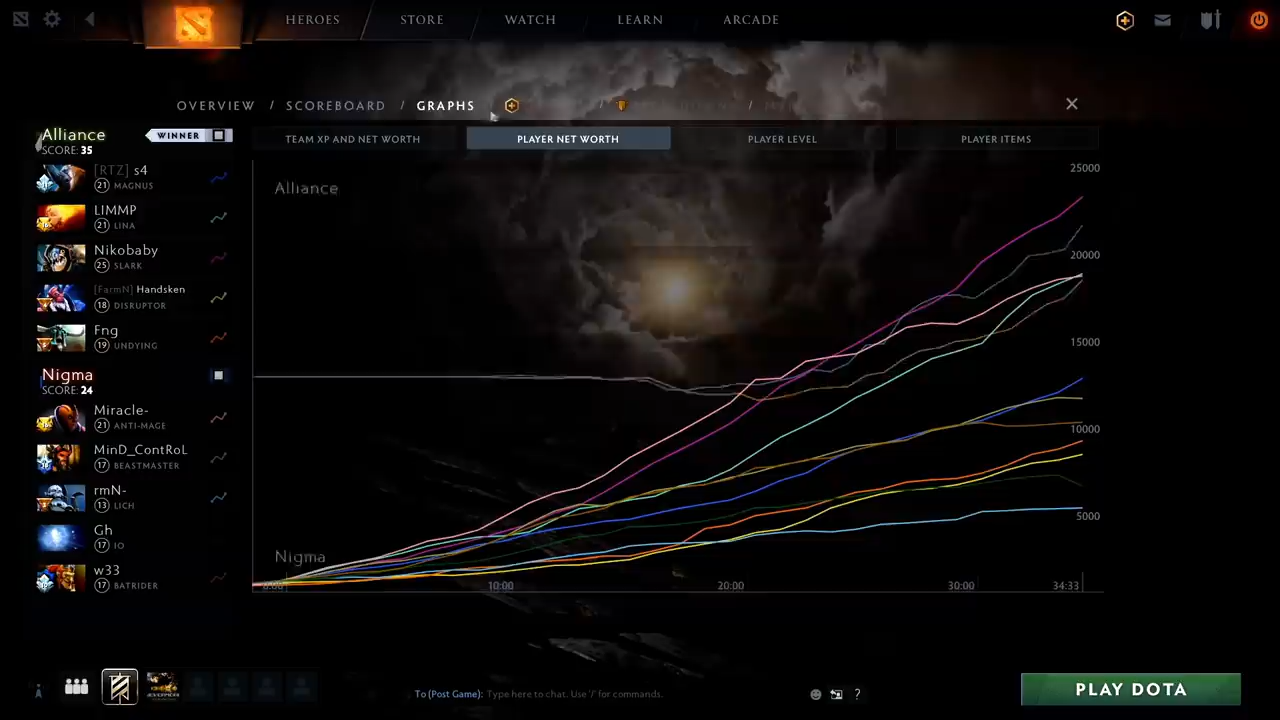 HEROES STORE WATCH LEARN ARCADE
OVERVIEW / SCOREBOARD / GRAPHS
TEAM XP AND NET WORTH PLAYER NET WORTH PLAYER LEVEL PLAYER ITEMS
Alliance
WINNER
SCORE: 35
[RTZ] s4
21 MAGNUS
LIMMP
21 LINA
Nikobaby
25 SLARK
[FarmN] Handsken
18 DISRUPTOR
Fng
19 UNDYING
Nigma
SCORE: 24
Miracle-
21 ANTI-MAGE
MinD_ContRoL
17 BEASTMASTER
rmN-
13 LICH
Gh
17 IO
w33
17 BATRIDER
Alliance
Nigma
25000
20000
15000
10000
5000
0:00 10:00 20:00 30:00 34:33
To (Post Game): Type here to chat. Use '/' for commands.
?
PLAY DOTA